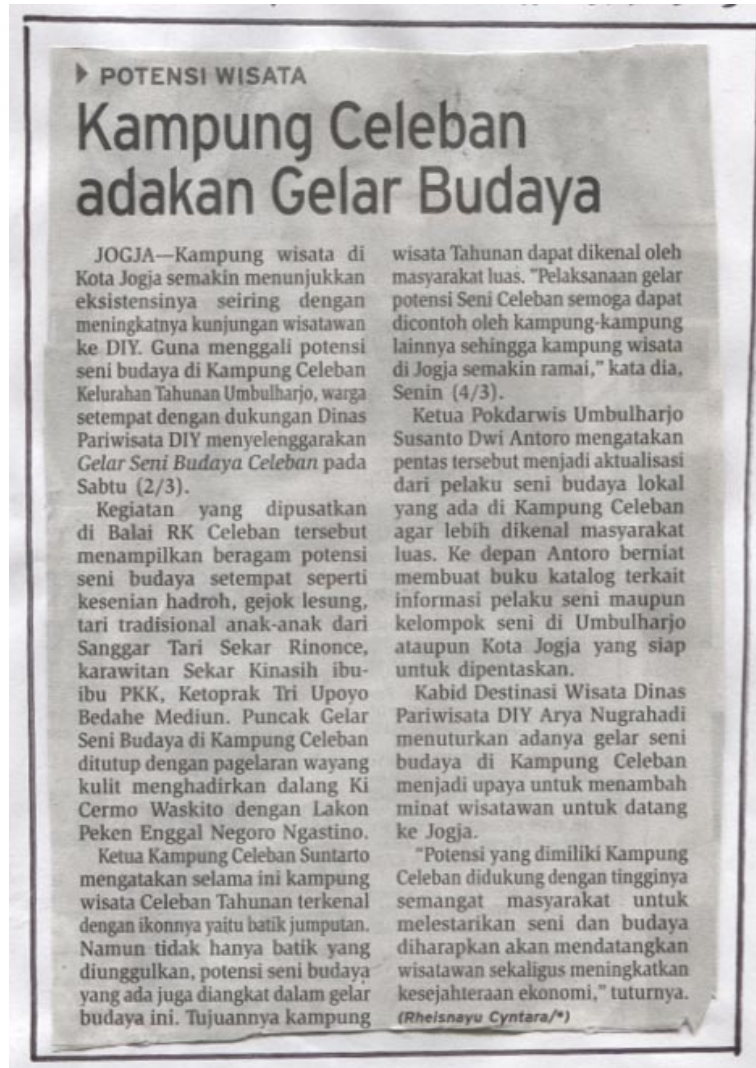 POTENSI WISATA
Kampung Celeban
adakan Gelar Budaya
JOGJA—Kampung wisata di
Kota Jogja semakin menunjukkan
eksistensinya seiring dengan
meningkatnya kunjungan wisatawan
ke DIY. Guna menggali potensi
seni budaya di Kampung Celeban
Kelurahan Tahunan Umbulharjo, warga
setempat dengan dukungan Dinas
Pariwisata DIY menyelenggarakan
Gelar Seni Budaya Celeban pada
Sabtu (2/3).
Kegiatan yang dipusatkan
di Balai RK Celeban tersebut
menampilkan beragam potensi
seni budaya setempat seperti
kesenian hadroh, gejok lesung,
tari tradisional anak-anak dari
Sanggar Tari Sekar Rinonce,
karawitan Sekar Kinasih ibu-
ibu PKK, Ketoprak Tri Upoyo
Bedahe Mediun. Puncak Gelar
Seni Budaya di Kampung Celeban
ditutup dengan pagelaran wayang
kulit menghadirkan dalang Ki
Cermo Waskito dengan Lakon
Peken Enggal Negoro Ngastino.
Ketua Kampung Celeban Suntarto
mengatakan selama ini kampung
wisata Celeban Tahunan terkenal
dengan ikonnya yaitu batik jumputan.
Namun tidak hanya batik yang
diunggulkan, potensi seni budaya
yang ada juga diangkat dalam gelar
budaya ini. Tujuannya kampung
wisata Tahunan dapat dikenal oleh
masyarakat luas. "Pelaksanaan gelar
potensi Seni Celeban semoga dapat
dicontoh oleh kampung-kampung
lainnya sehingga kampung wisata
di Jogja semakin ramai," kata dia,
Senin (4/3).
Ketua Pokdarwis Umbulharjo
Susanto Dwi Antoro mengatakan
pentas tersebut menjadi aktualisasi
dari pelaku seni budaya lokal
yang ada di Kampung Celeban
agar lebih dikenal masyarakat
luas. Ke depan Antoro berniat
membuat buku katalog terkait
informasi pelaku seni maupun
kelompok seni di Umbulharjo
ataupun Kota Jogja yang siap
untuk dipentaskan.
Kabid Destinasi Wisata Dinas
Pariwisata DIY Arya Nugrahadi
menuturkan adanya gelar seni
budaya di Kampung Celeban
menjadi upaya untuk menambah
minat wisatawan untuk datang
ke Jogja.
"Potensi yang dimiliki Kampung
Celeban didukung dengan tingginya
semangat masyarakat untuk
melestarikan seni dan budaya
diharapkan akan mendatangkan
wisatawan sekaligus meningkatkan
kesejahteraan ekonomi," tuturnya.
(Rheisnayu Cyntara/*)